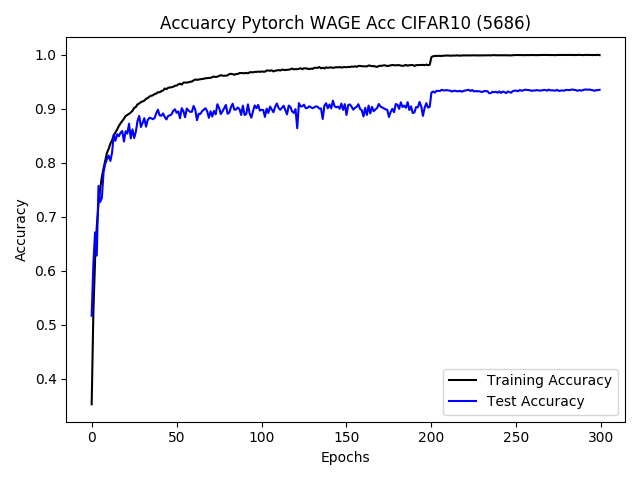 Accuarcy Pytorch WAGE Acc CIFAR10 (5686)
Accuracy
1.0
0.9
0.8
0.7
0.6
0.5
0.4
Training Accuracy
Test Accuracy
0 50 100 150 200 250 300
Epochs